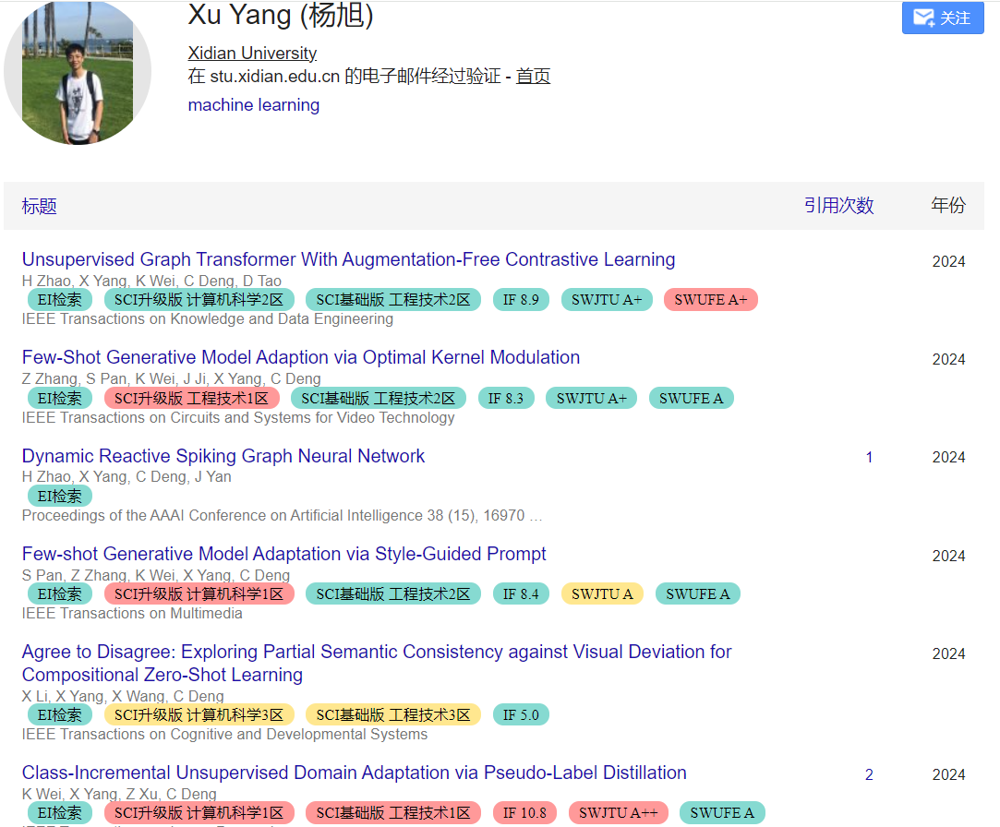 Xu Yang (杨旭)
关注
Xidian University
在 stu.xidian.edu.cn 的电子邮件经过验证 - 首页
machine learning
标题 引用次数 年份
Unsupervised Graph Transformer With Augmentation-Free Contrastive Learning 2024
H Zhao, X Yang, K Wei, C Deng, D Tao
EI检索 SCI升级版 计算机科学2区 SCI基础版 工程技术2区 IF 8.9 SWJTU A+ SWUFE A+
IEEE Transactions on Knowledge and Data Engineering
Few-Shot Generative Model Adaption via Optimal Kernel Modulation 2024
Z Zhang, S Pan, K Wei, J Ji, X Yang, C Deng
EI检索 SCI升级版 工程技术1区 SCI基础版 工程技术2区 IF 8.3 SWJTU A+ SWUFE A
IEEE Transactions on Circuits and Systems for Video Technology
Dynamic Reactive Spiking Graph Neural Network 1 2024
H Zhao, X Yang, C Deng, J Yan
EI检索
Proceedings of the AAAI Conference on Artificial Intelligence 38 (15), 16970 …
Few-shot Generative Model Adaptation via Style-Guided Prompt 2024
S Pan, Z Zhang, K Wei, X Yang, C Deng
EI检索 SCI升级版 计算机科学1区 SCI基础版 工程技术2区 IF 8.4 SWJTU A SWUFE A
IEEE Transactions on Multimedia
Agree to Disagree: Exploring Partial Semantic Consistency against Visual Deviation for 2024
Compositional Zero-Shot Learning
X Li, X Yang, X Wang, C Deng
EI检索 SCI升级版 计算机科学3区 SCI基础版 工程技术3区 IF 5.0
IEEE Transactions on Cognitive and Developmental Systems
Class-Incremental Unsupervised Domain Adaptation via Pseudo-Label Distillation 2 2024
K Wei, X Yang, Z Xu, C Deng
EI检索 SCI升级版 计算机科学1区 SCI基础版 工程技术1区 IF 10.8 SWJTU A++ SWUFE A